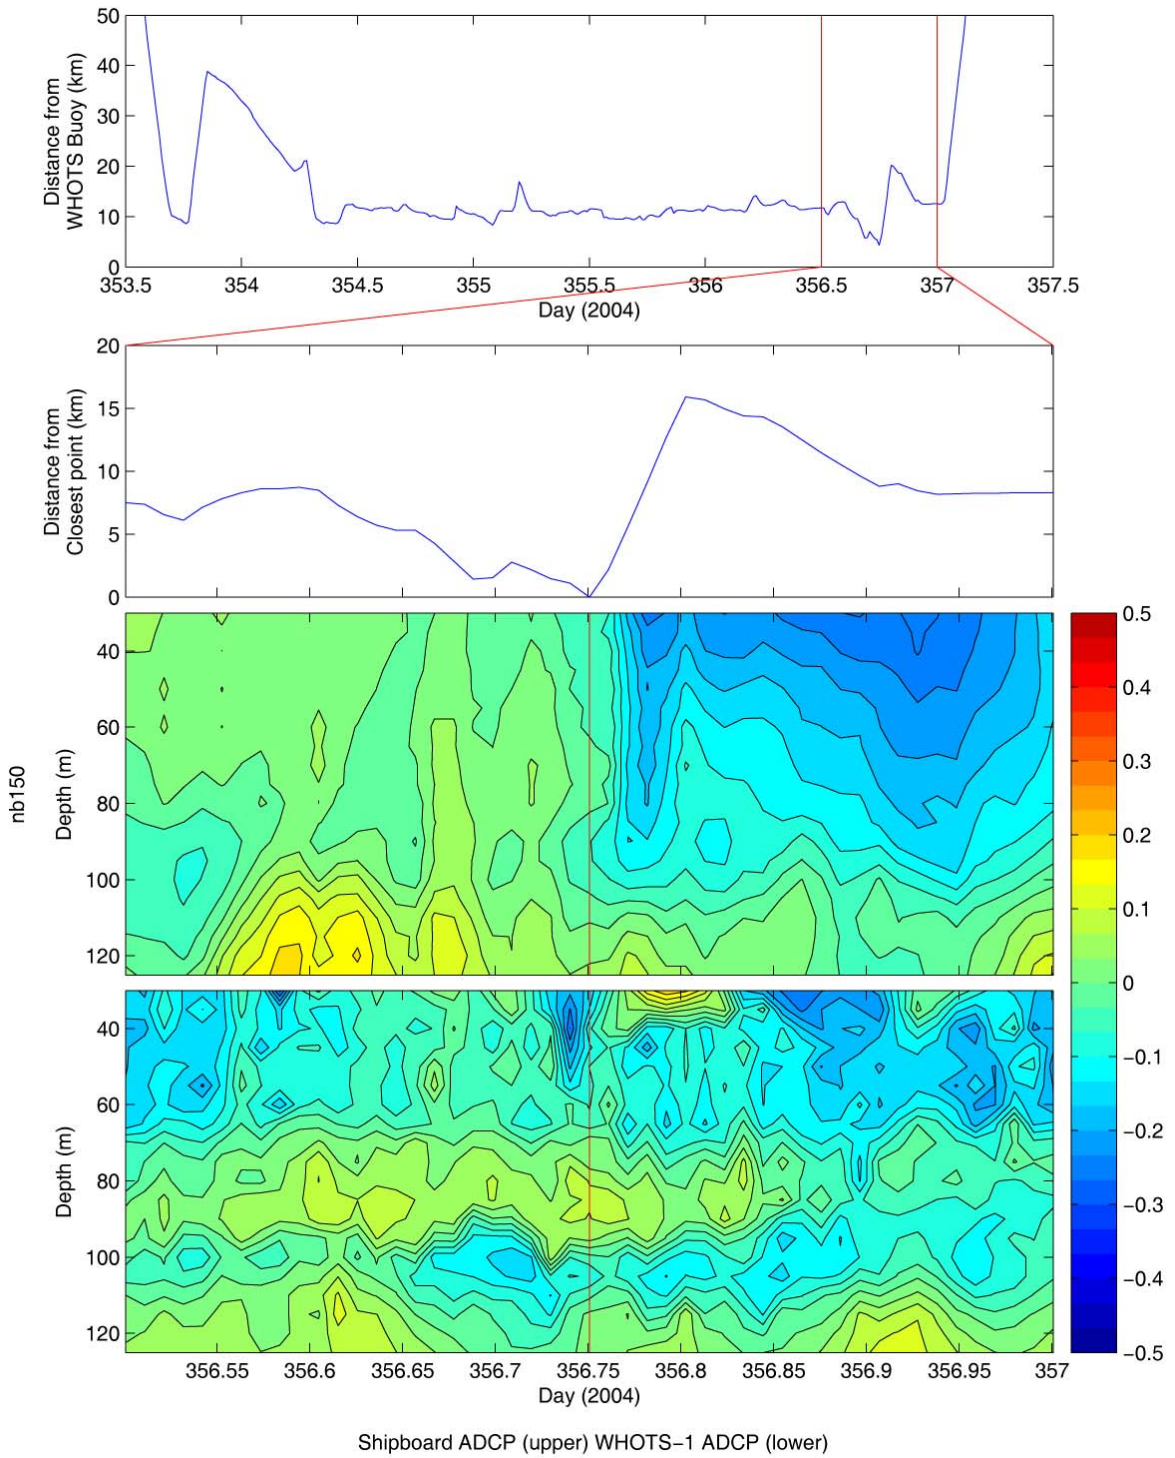 50
40
30
20
10
0
Distance from
WHOTS Buoy (km)
353.5 354 354.5 355 355.5 356 356.5 357 357.5
Day (2004)
20
15
10
5
0
Distance from
Closest point (km)
nb150
40
60
80
100
120
Depth (m)
40
60
80
100
120
Depth (m)
0.5
0.4
0.3
0.2
0.1
0
−0.1
−0.2
−0.3
−0.4
−0.5
356.55 356.6 356.65 356.7 356.75 356.8 356.85 356.9 356.95 357
Day (2004)
Shipboard ADCP (upper) WHOTS−1 ADCP (lower)